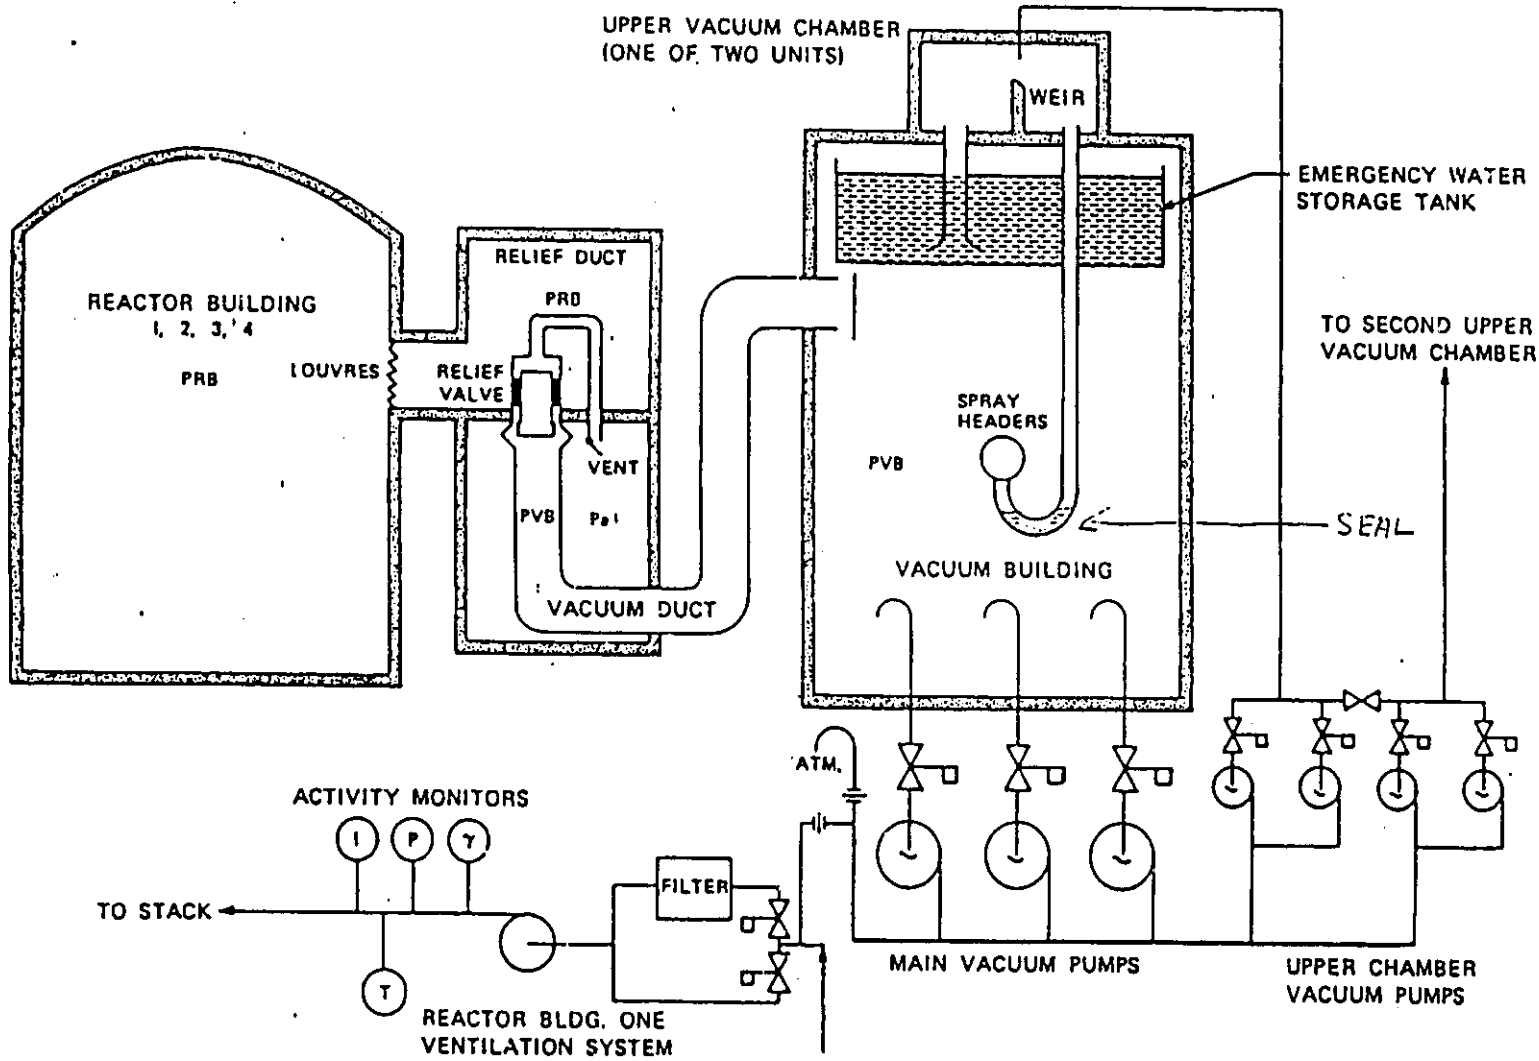 UPPER VACUUM CHAMBER
(ONE OF TWO UNITS)
WEIR
EMERGENCY WATER
STORAGE TANK
RELIEF DUCT
PRD
REACTOR BUILDING
1, 2, 3, 4
PRB
LOUVRES
RELIEF
VALVE
VENT
PVB
VACUUM DUCT
SPRAY
HEADERS
PVB
SEAL
VACUUM BUILDING
TO SECOND UPPER
VACUUM CHAMBER
ATM.
ACTIVITY MONITORS
I
P
γ
FILTER
TO STACK
T
MAIN VACUUM PUMPS
UPPER CHAMBER
VACUUM PUMPS
REACTOR BLDG. ONE
VENTILATION SYSTEM